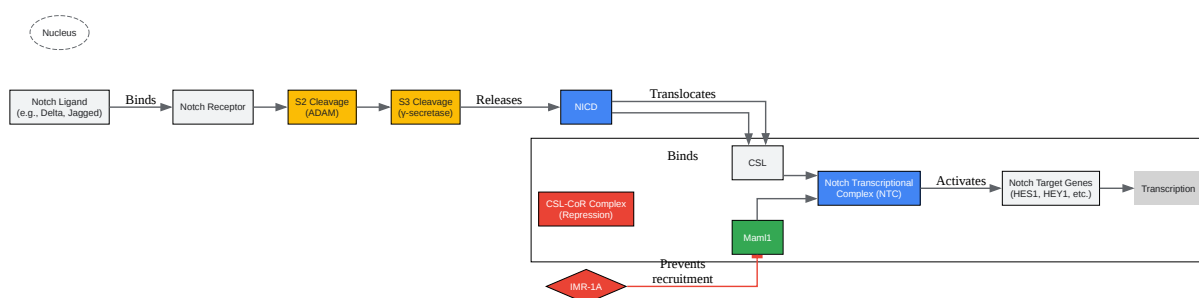 Nucleus
Notch Ligand
(e.g., Delta, Jagged)
Binds
Notch Receptor
S2 Cleavage
(ADAM)
S3 Cleavage
(γ-secretase)
Releases
NICD
Translocates
Binds
CSL
CSL-CoR Complex
(Repression)
Notch Transcriptional
Complex (NTC)
Activates
Notch Target Genes
(HES1, HEY1, etc.)
Transcription
Maml1
Prevents
recruitment
IMR-1A